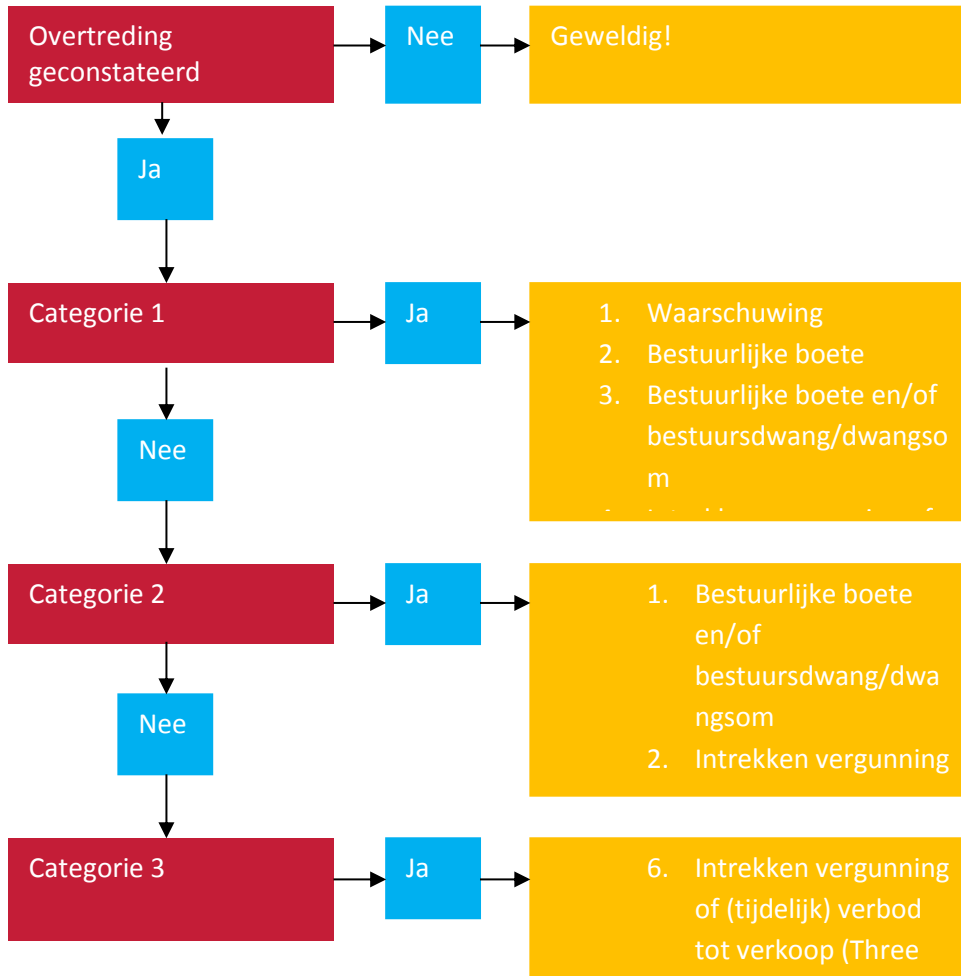 Overtreding
geconstateerd
Nee
Geweldig!
Ja
Categorie 1
Ja
1. Waarschuwing
2. Bestuurlijke boete
3. Bestuurlijke boete en/of
bestuursdwang/dwangso
m
Nee
Categorie 2
Ja
1. Bestuurlijke boete
en/of
bestuursdwang/dwa
ngsom
2. Intrekken vergunning
Nee
Categorie 3
Ja
6. Intrekken vergunning
of (tijdelijk) verbod
tot verkoop (Three